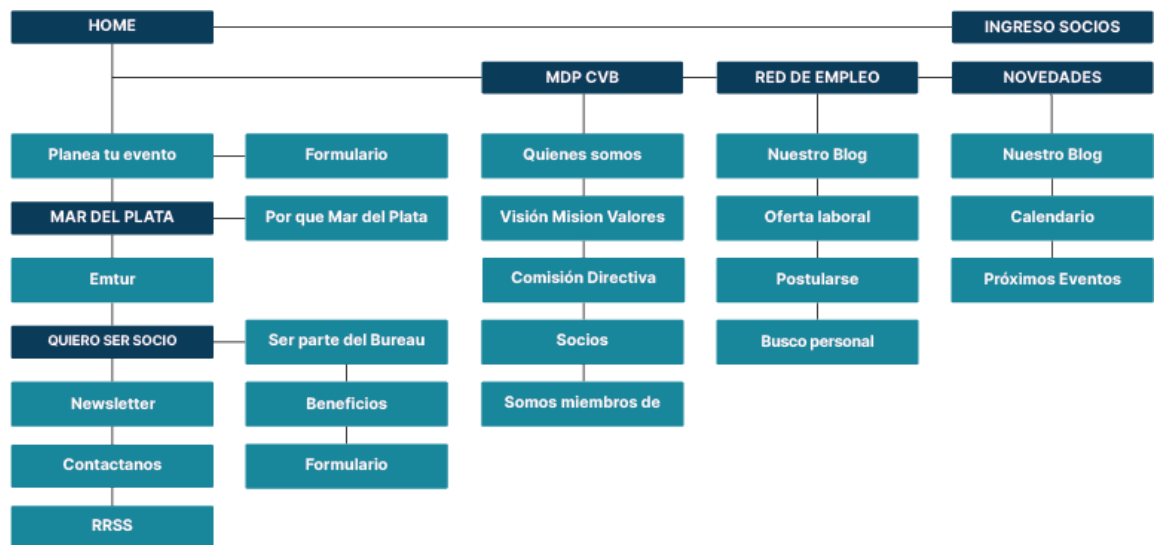 HOME
INGRESO SOCIOS
MDP CVB
RED DE EMPLEO
NOVEDADES
Planea tu evento
Formulario
Quienes somos
Nuestro Blog
Nuestro Blog
MAR DEL PLATA
Por que Mar del Plata
Visión Mision Valores
Oferta laboral
Calendario
Emtur
Comisión Directiva
Postularse
Próximos Eventos
QUIERO SER SOCIO
Ser parte del Bureau
Socios
Busco personal
Newsletter
Beneficios
Somos miembros de
Contactanos
Formulario
RRSS